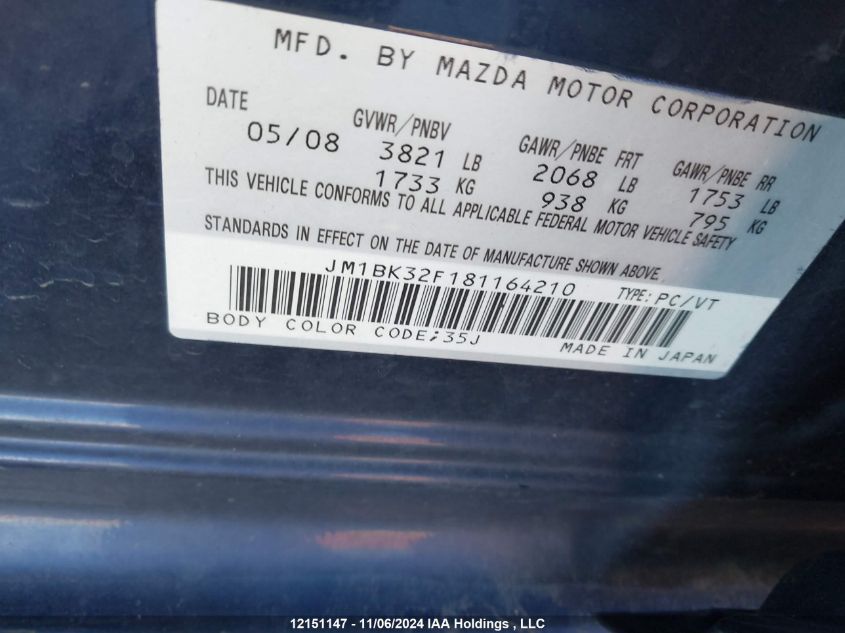 MFD. BY MAZDA MOTOR CORPORATION
DATE GVWR/PNBV GAWR/PNBE FRT GAWR/PNBE RR
05/08 3821 LB 2068 LB 1753 LB
1733 KG 938 KG 795 KG
THIS VEHICLE CONFORMS TO ALL APPLICABLE FEDERAL MOTOR VEHICLE SAFETY
STANDARDS IN EFFECT ON THE DATE OF MANUFACTURE SHOWN ABOVE.
JM1BK32F181164210 TYPE: PC/VT
BODY COLOR CODE;35J MADE IN JAPAN
12151147 - 11/06/2024 IAA Holdings , LLC